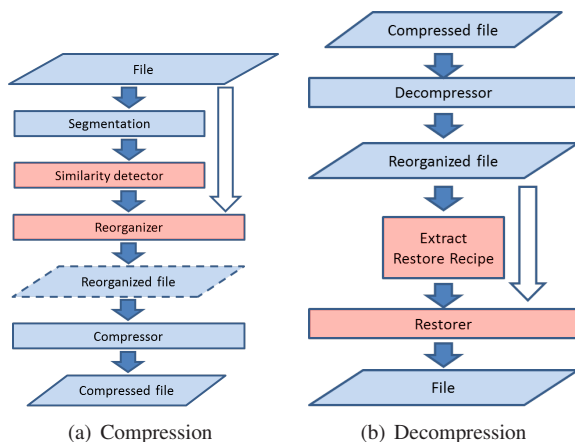 File
Segmentation
Similarity detector
Reorganizer
Reorganized file
Compressor
Compressed file
(a) Compression
Compressed file
Decompressor
Reorganized file
Extract
Restore Recipe
Restorer
File
(b) Decompression